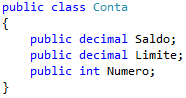 public class Conta
{
    public decimal Saldo;
    public decimal Limite;
    public int Numero;
}